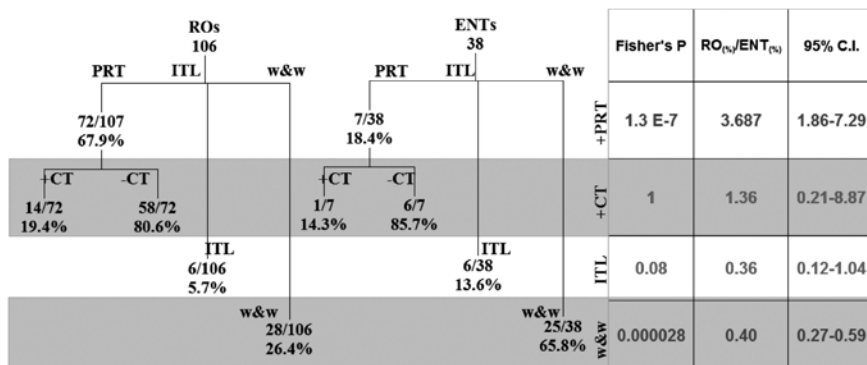 ROs
106
ENTs
38
Fisher's P RO(%)/ENT(%) 95% C.I.
PRT ITL w&w
PRT ITL w&w
72/107
67.9%
7/38
18.4%
+PRT
1.3 E-7 3.687 1.86-7.29
+CT -CT
+CT -CT
14/72 58/72
19.4% 80.6%
1/7 6/7
14.3% 85.7%
+CT
1 1.36 0.21-8.87
ITL
6/106
5.7%
ITL
6/38
13.6%
ITL
0.08 0.36 0.12-1.04
w&w
28/106
26.4%
w&w
25/38
65.8%
w&w
0.000028 0.40 0.27-0.59